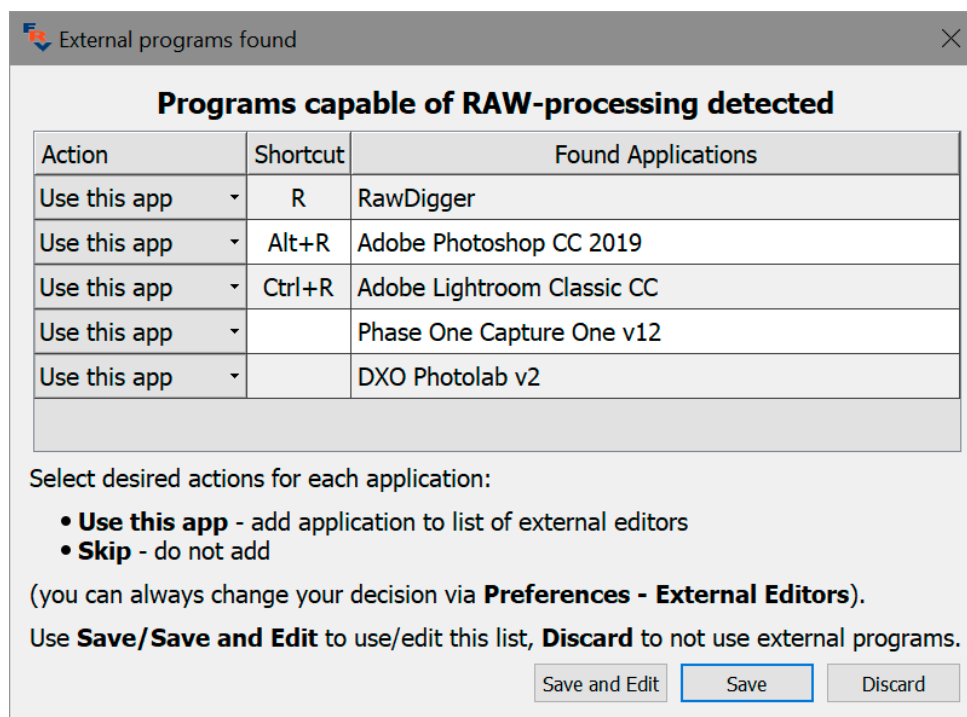 FRV External programs found
Programs capable of RAW-processing detected
Action Shortcut Found Applications
Use this app R RawDigger
Use this app Alt+R Adobe Photoshop CC 2019
Use this app Ctrl+R Adobe Lightroom Classic CC
Use this app Phase One Capture One v12
Use this app DXO Photolab v2
Select desired actions for each application:
• Use this app - add application to list of external editors
• Skip - do not add
(you can always change your decision via Preferences - External Editors).
Use Save/Save and Edit to use/edit this list, Discard to not use external programs.
Save and Edit Save Discard